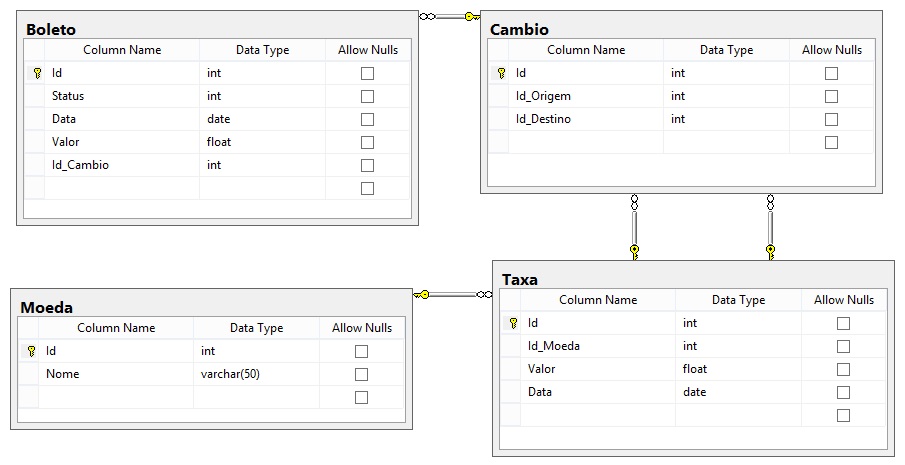 Boleto
Column Name Data Type Allow Nulls
Id int
Status int
Data date
Valor float
Id_Cambio int
Cambio
Column Name Data Type Allow Nulls
Id int
Id_Origem int
Id_Destino int
Moeda
Column Name Data Type Allow Nulls
Id int
Nome varchar(50)
Taxa
Column Name Data Type Allow Nulls
Id int
Id_Moeda int
Valor float
Data date